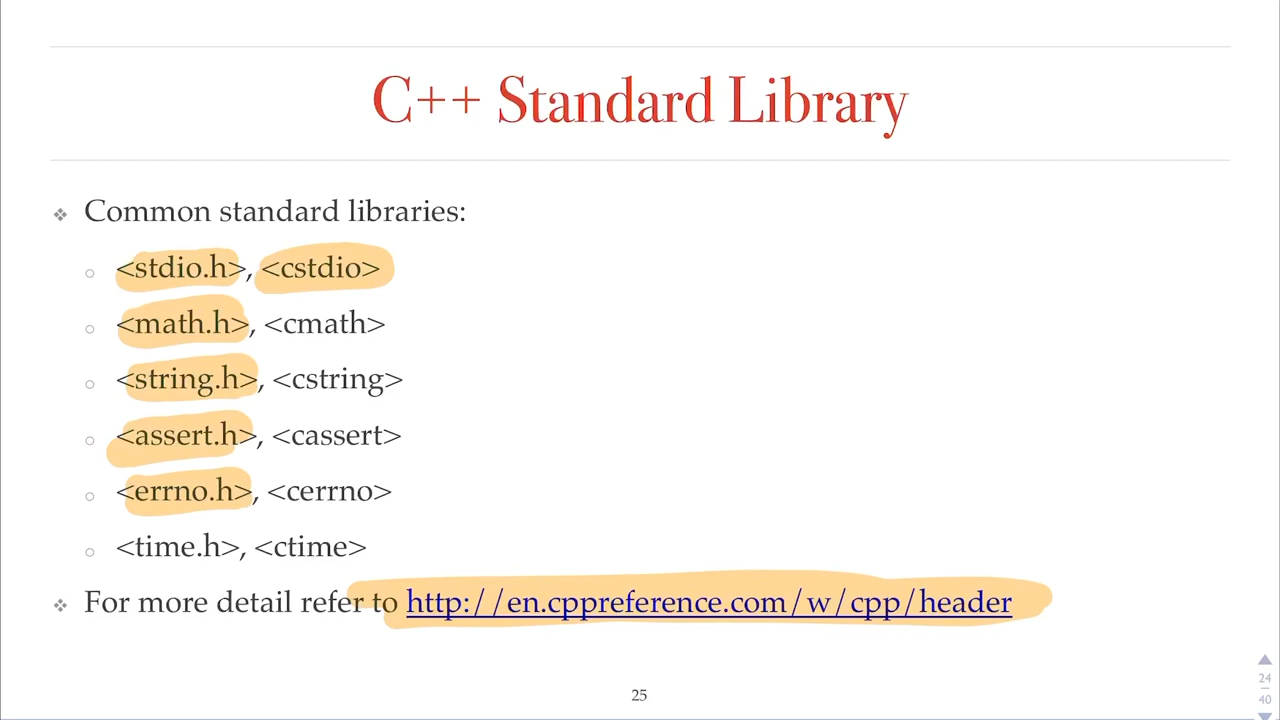 C++ Standard Library
❖ Common standard libraries:
○ <stdio.h>, <cstdio>
○ <math.h>, <cmath>
○ <string.h>, <cstring>
○ <assert.h>, <cassert>
○ <errno.h>, <cerrno>
○ <time.h>, <ctime>
❖ For more detail refer to http://en.cppreference.com/w/cpp/header
25
24
40